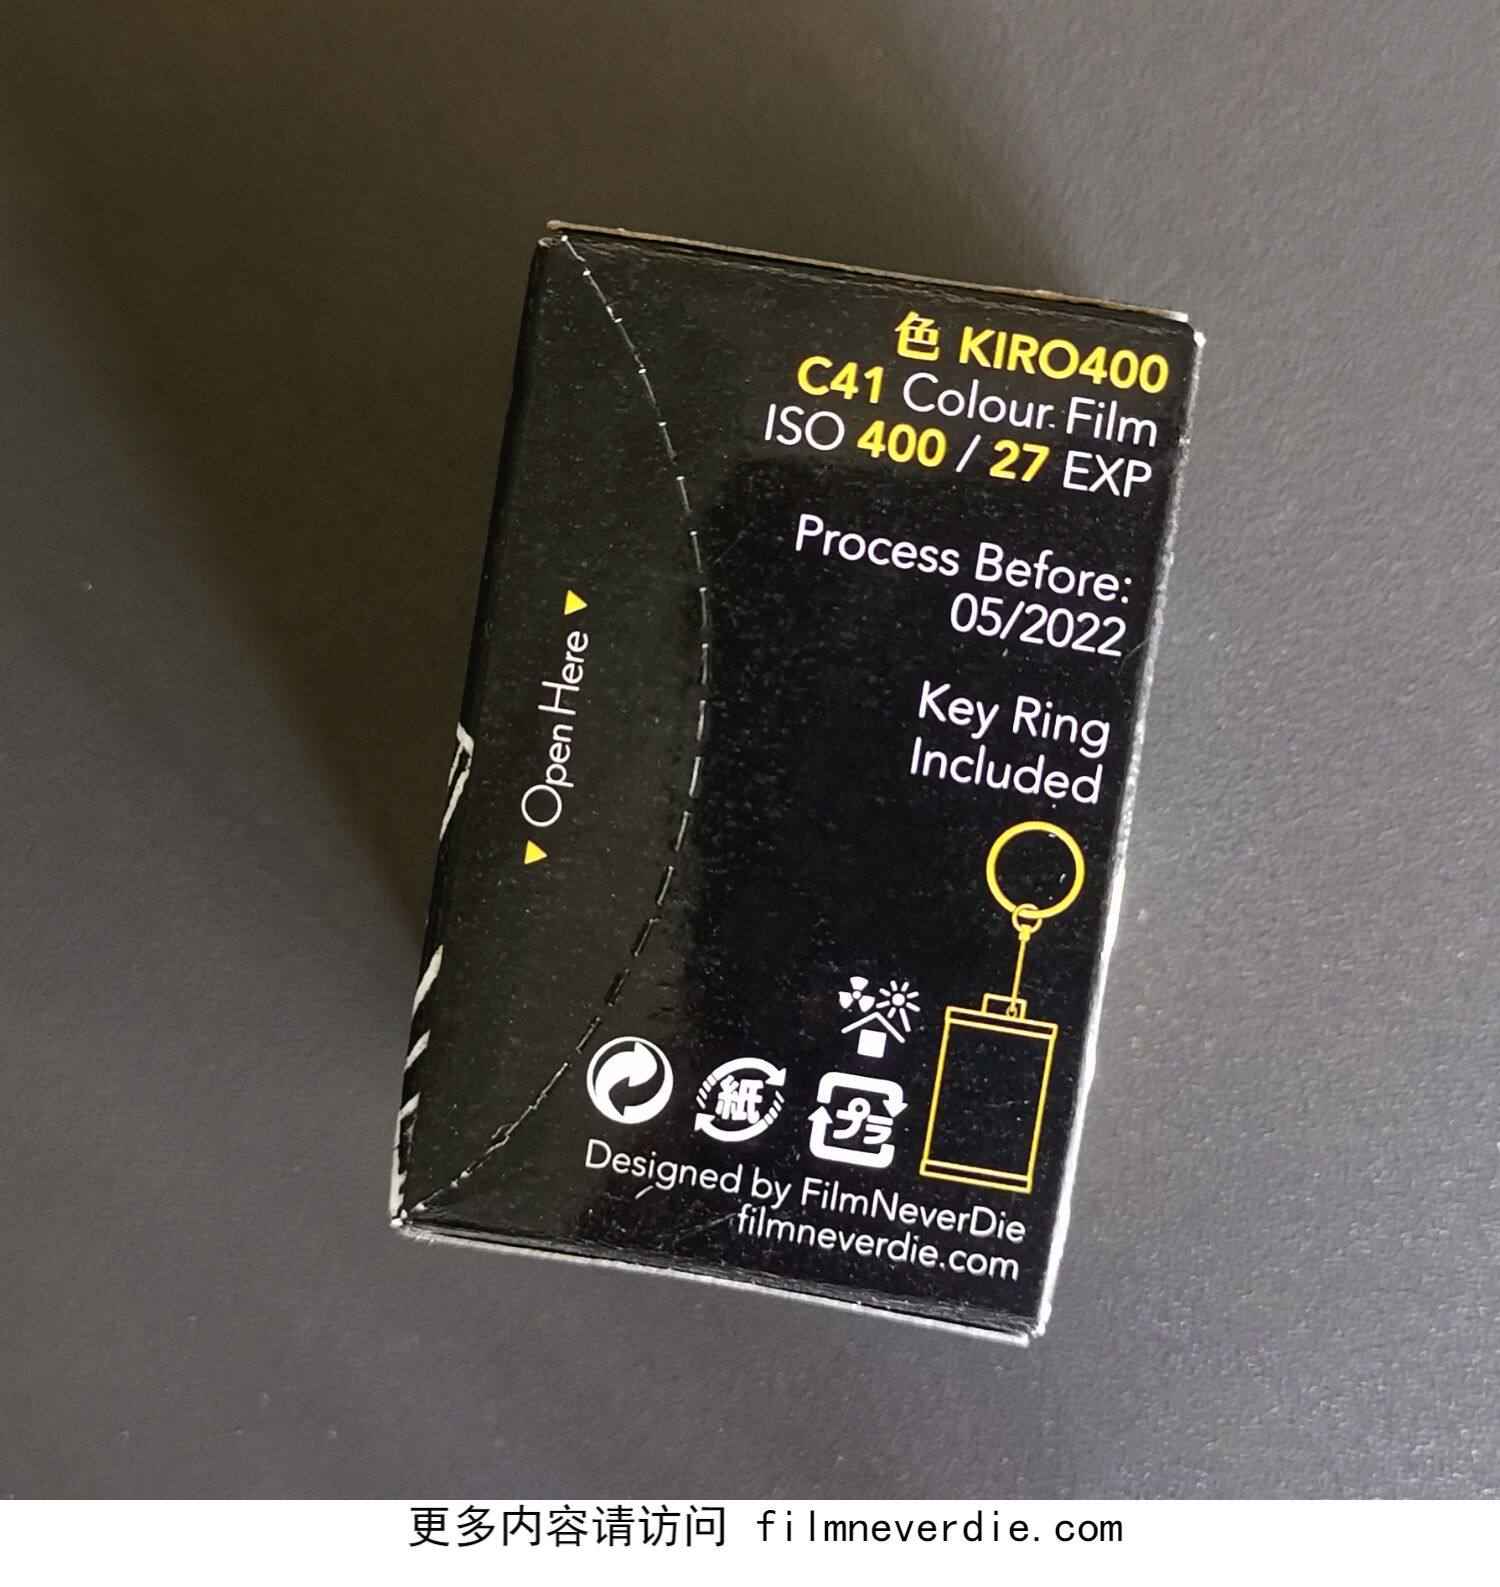 色 KIRO400
C41 Colour Film
ISO 400 / 27 EXP
Process Before:
05/2022
Key Ring
Included
Open Here
紙
プラ
Designed by FilmNeverDie
filmneverdie.com
更多内容请访问 filmneverdie.com